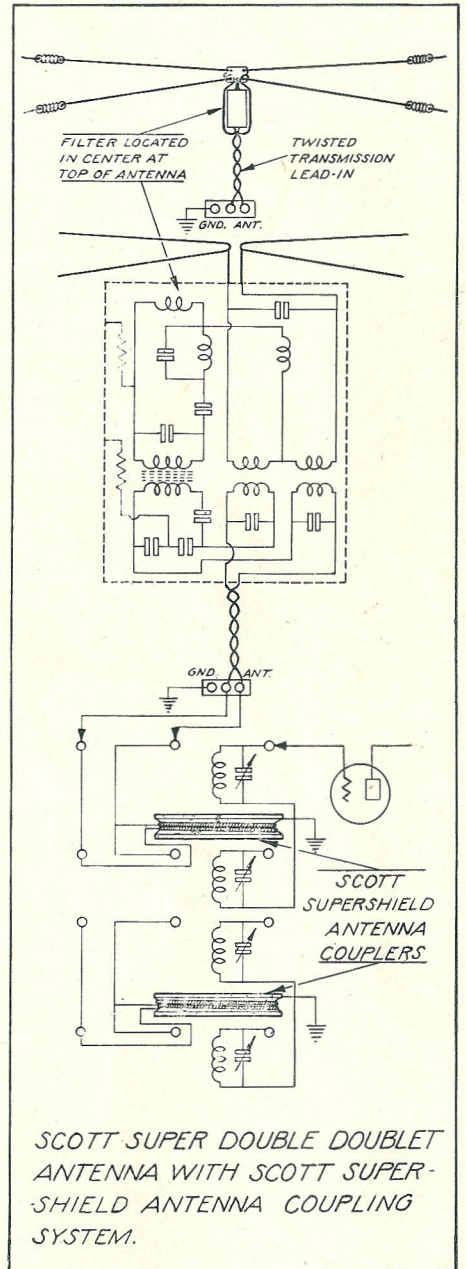 FILTER LOCATED
IN CENTER AT
TOP OF ANTENNA
TWISTED
TRANSMISSION
LEAD-IN
GND. ANT.
GND. ANT.
SCOTT
SUPERSHIELD
ANTENNA
COUPLERS
SCOTT SUPER DOUBLE DOUBLET
ANTENNA WITH SCOTT SUPER-
-SHIELD ANTENNA COUPLING
SYSTEM.